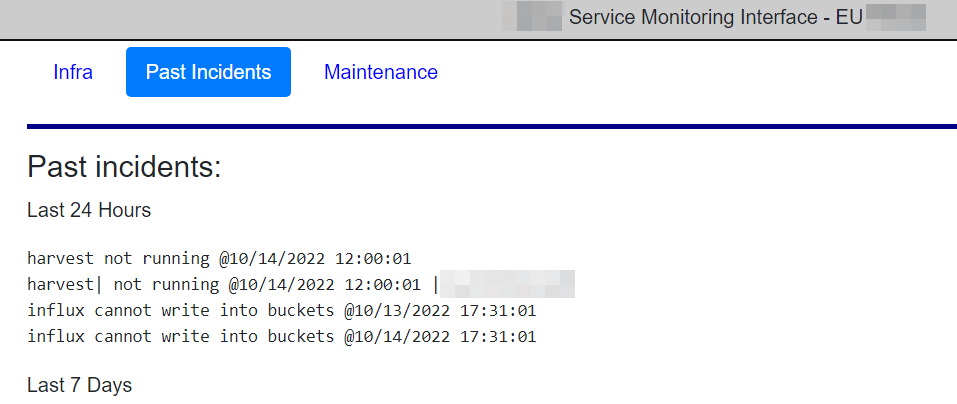 Service Monitoring Interface - EU
Infra
Past Incidents
Maintenance
Past incidents:
Last 24 Hours
harvest not running @10/14/2022 12:00:01
harvest| not running @10/14/2022 12:00:01 |
influx cannot write into buckets @10/13/2022 17:31:01
influx cannot write into buckets @10/14/2022 17:31:01
Last 7 Days